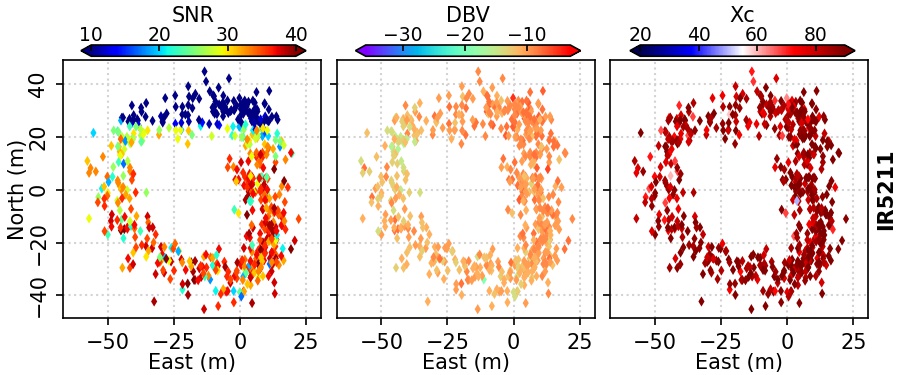 SNR DBV Xc
10 20 30 40 −30 −20 −10 20 40 60 80
40
20
0
−20
−40
North (m)
IR5211
−50 −25 0 25 −50 −25 0 25 −50 −25 0 25
East (m) East (m) East (m)